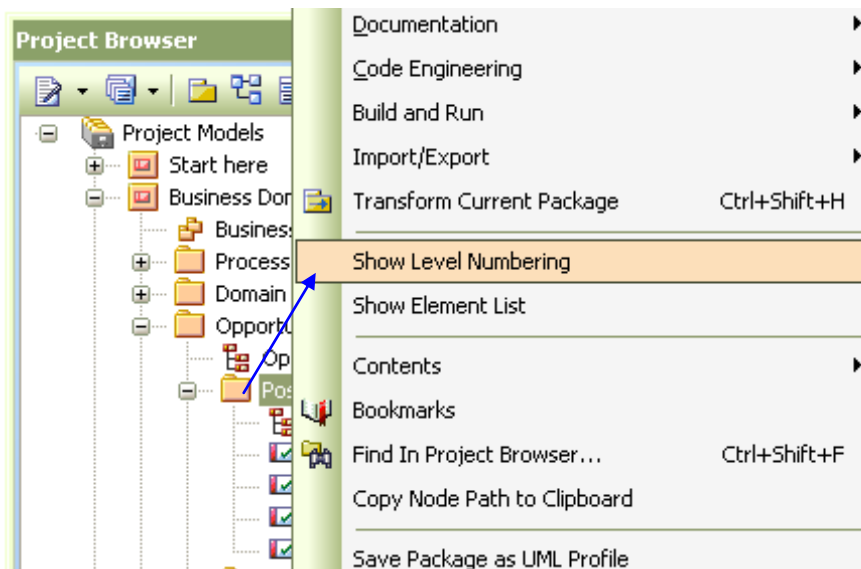 Project Browser
Project Models
Start here
Business Dor
Busines
Process
Domain
Opportu
Op
Pos
Documentation
Code Engineering
Build and Run
Import/Export
Transform Current Package Ctrl+Shift+H
Show Level Numbering
Show Element List
Contents
Bookmarks
Find In Project Browser... Ctrl+Shift+F
Copy Node Path to Clipboard
Save Package as UML Profile